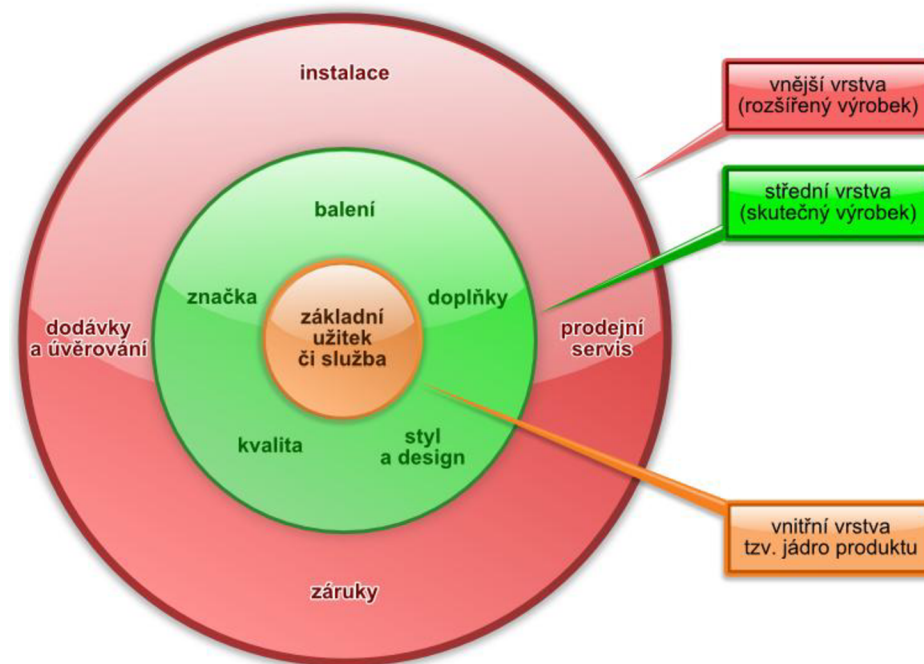 instalace
vnější vrstva
(rozšířený výrobek)
střední vrstva
(skutečný výrobek)
balení
značka
doplňky
základní
užitek
či služba
dodávky
a úvěrování
prodejní
servis
kvalita
styl
a design
vnitřní vrstva
tzv. jádro produktu
záruky